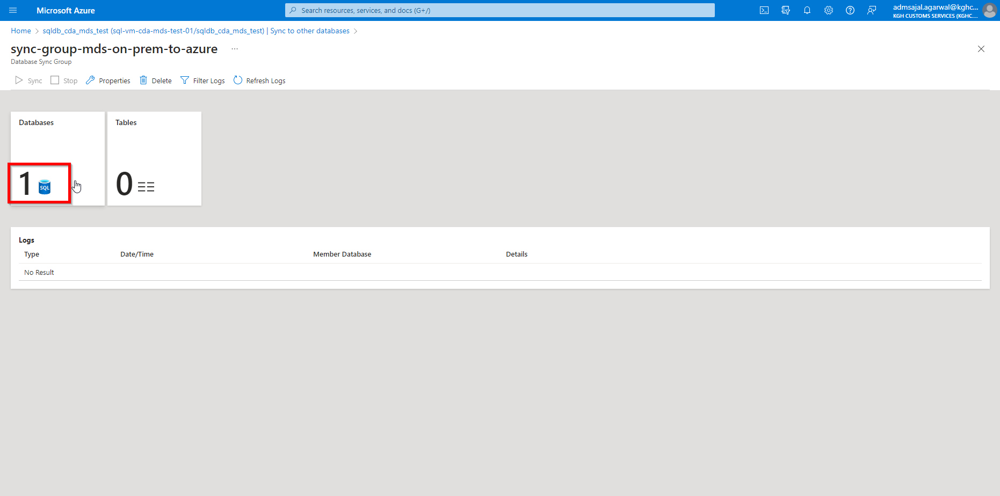 Microsoft Azure
Search resources, services, and docs (G+/)
admsajal.agarwal@kghc...
KGH CUSTOMS SERVICES (KGHC....
Home > sqldb_cda_mds_test (sql-vm-cda-mds-test-01/sqldb_cda_mds_test) | Sync to other databases >
sync-group-mds-on-prem-to-azure ...
Database Sync Group
Sync Stop Properties Delete Filter Logs Refresh Logs
Databases
1 SQL
Tables
0
Logs
Type Date/Time Member Database Details
No Result